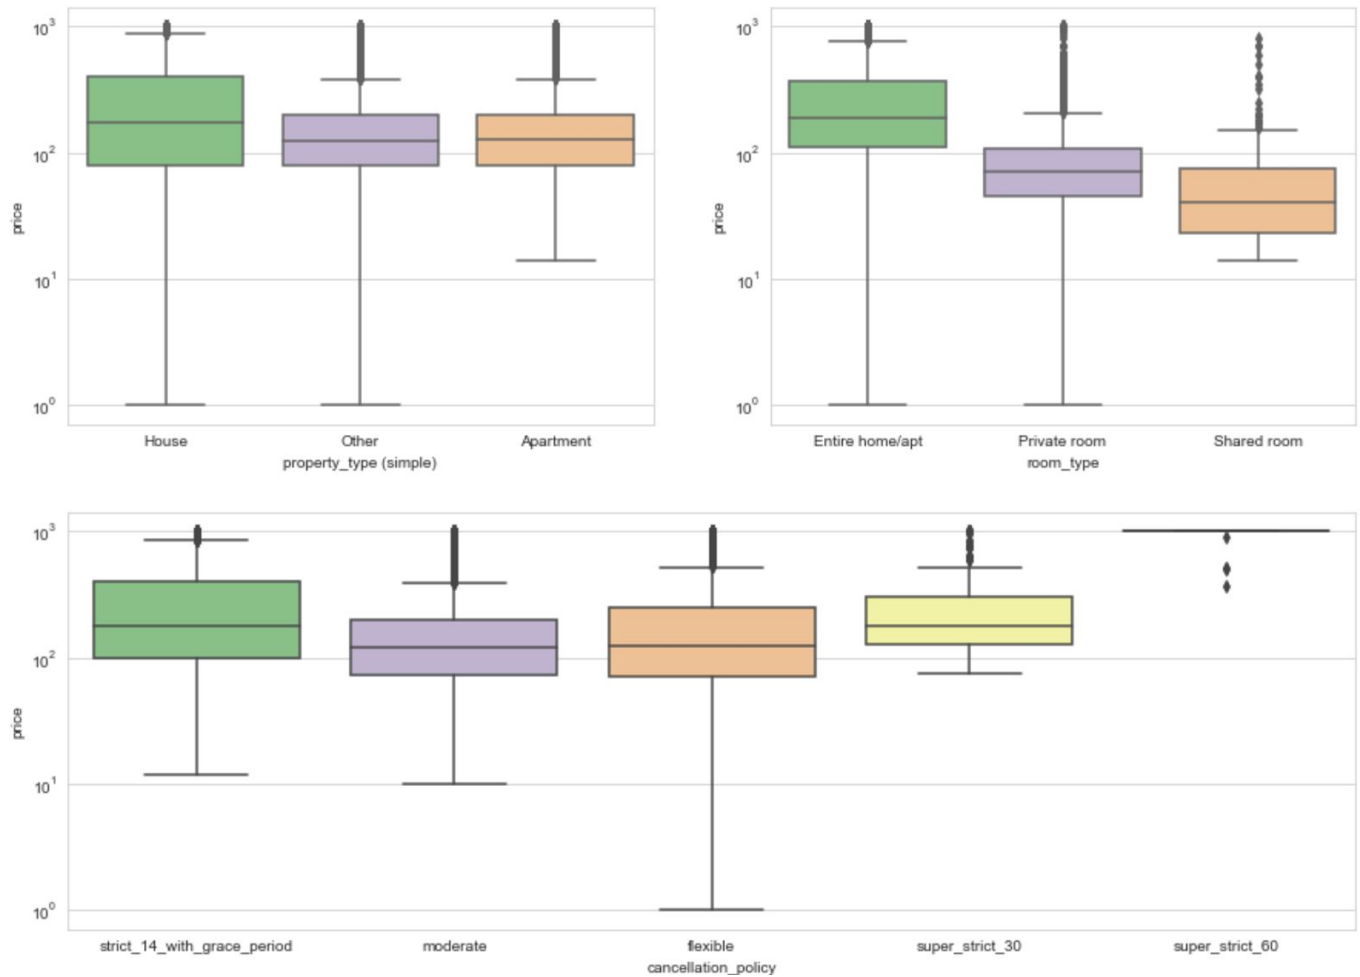 10³
10²
price
10¹
10⁰
House Other Apartment
property_type (simple)
10³
10²
price
10¹
10⁰
Entire home/apt Private room Shared room
room_type
10³
10²
price
10¹
10⁰
strict_14_with_grace_period moderate flexible super_strict_30 super_strict_60
cancellation_policy